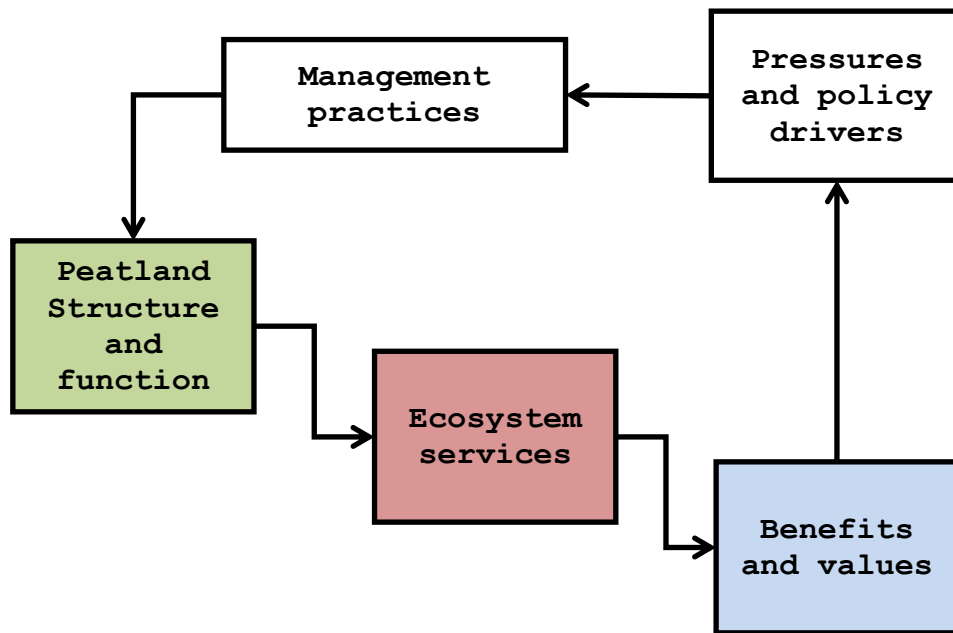 Management
practices
Pressures
and policy
drivers
Peatland
Structure
and
function
Ecosystem
services
Benefits
and values